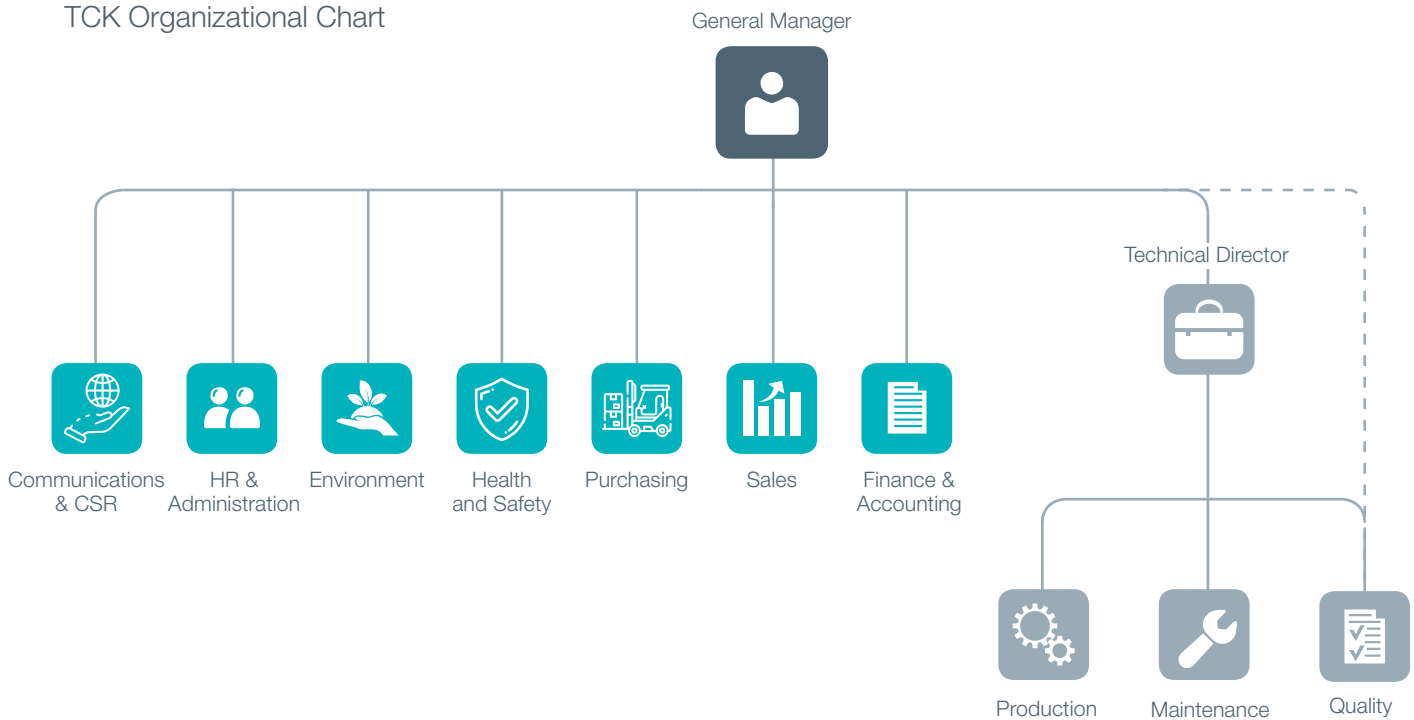 TCK Organizational Chart
General Manager
Technical Director
Communications
& CSR
HR &
Administration
Environment
Health
and Safety
Purchasing
Sales
Finance &
Accounting
Production
Maintenance
Quality